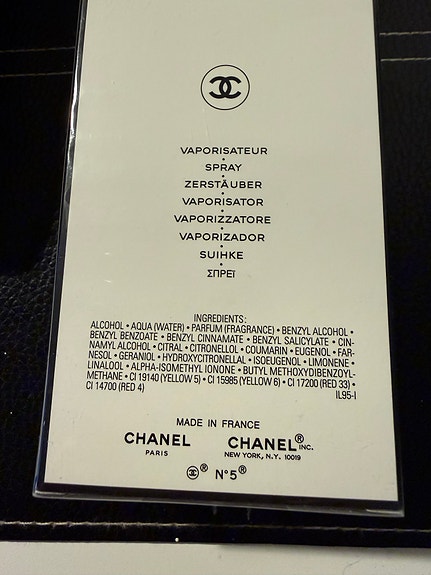 VAPORISATEUR
SPRAY
ZERSTÄUBER
VAPORISATOR
VAPORIZZATORE
VAPORIZADOR
SUIHKE
ΣΠΡΕΪ
INGREDIENTS:
ALCOHOL • AQUA (WATER) • PARFUM (FRAGRANCE) • BENZYL ALCOHOL •
BENZYL BENZOATE • BENZYL CINNAMATE • BENZYL SALICYLATE • CIN-
NAMYL ALCOHOL • CITRAL • CITRONELLOL • COUMARIN • EUGENOL • FAR-
NESOL • GERANIOL • HYDROXYCITRONELLAL • ISOEUGENOL • LIMONENE •
LINALOOL • ALPHA-ISOMETHYL IONONE • BUTYL METHOXYDIBENZOYL-
METHANE • CI 19140 (YELLOW 5) • CI 15985 (YELLOW 6) • CI 17200 (RED 33) •
CI 14700 (RED 4) IL95-I
MADE IN FRANCE
CHANEL CHANEL® INC.
PARIS NEW YORK, N.Y. 10019
® N°5®